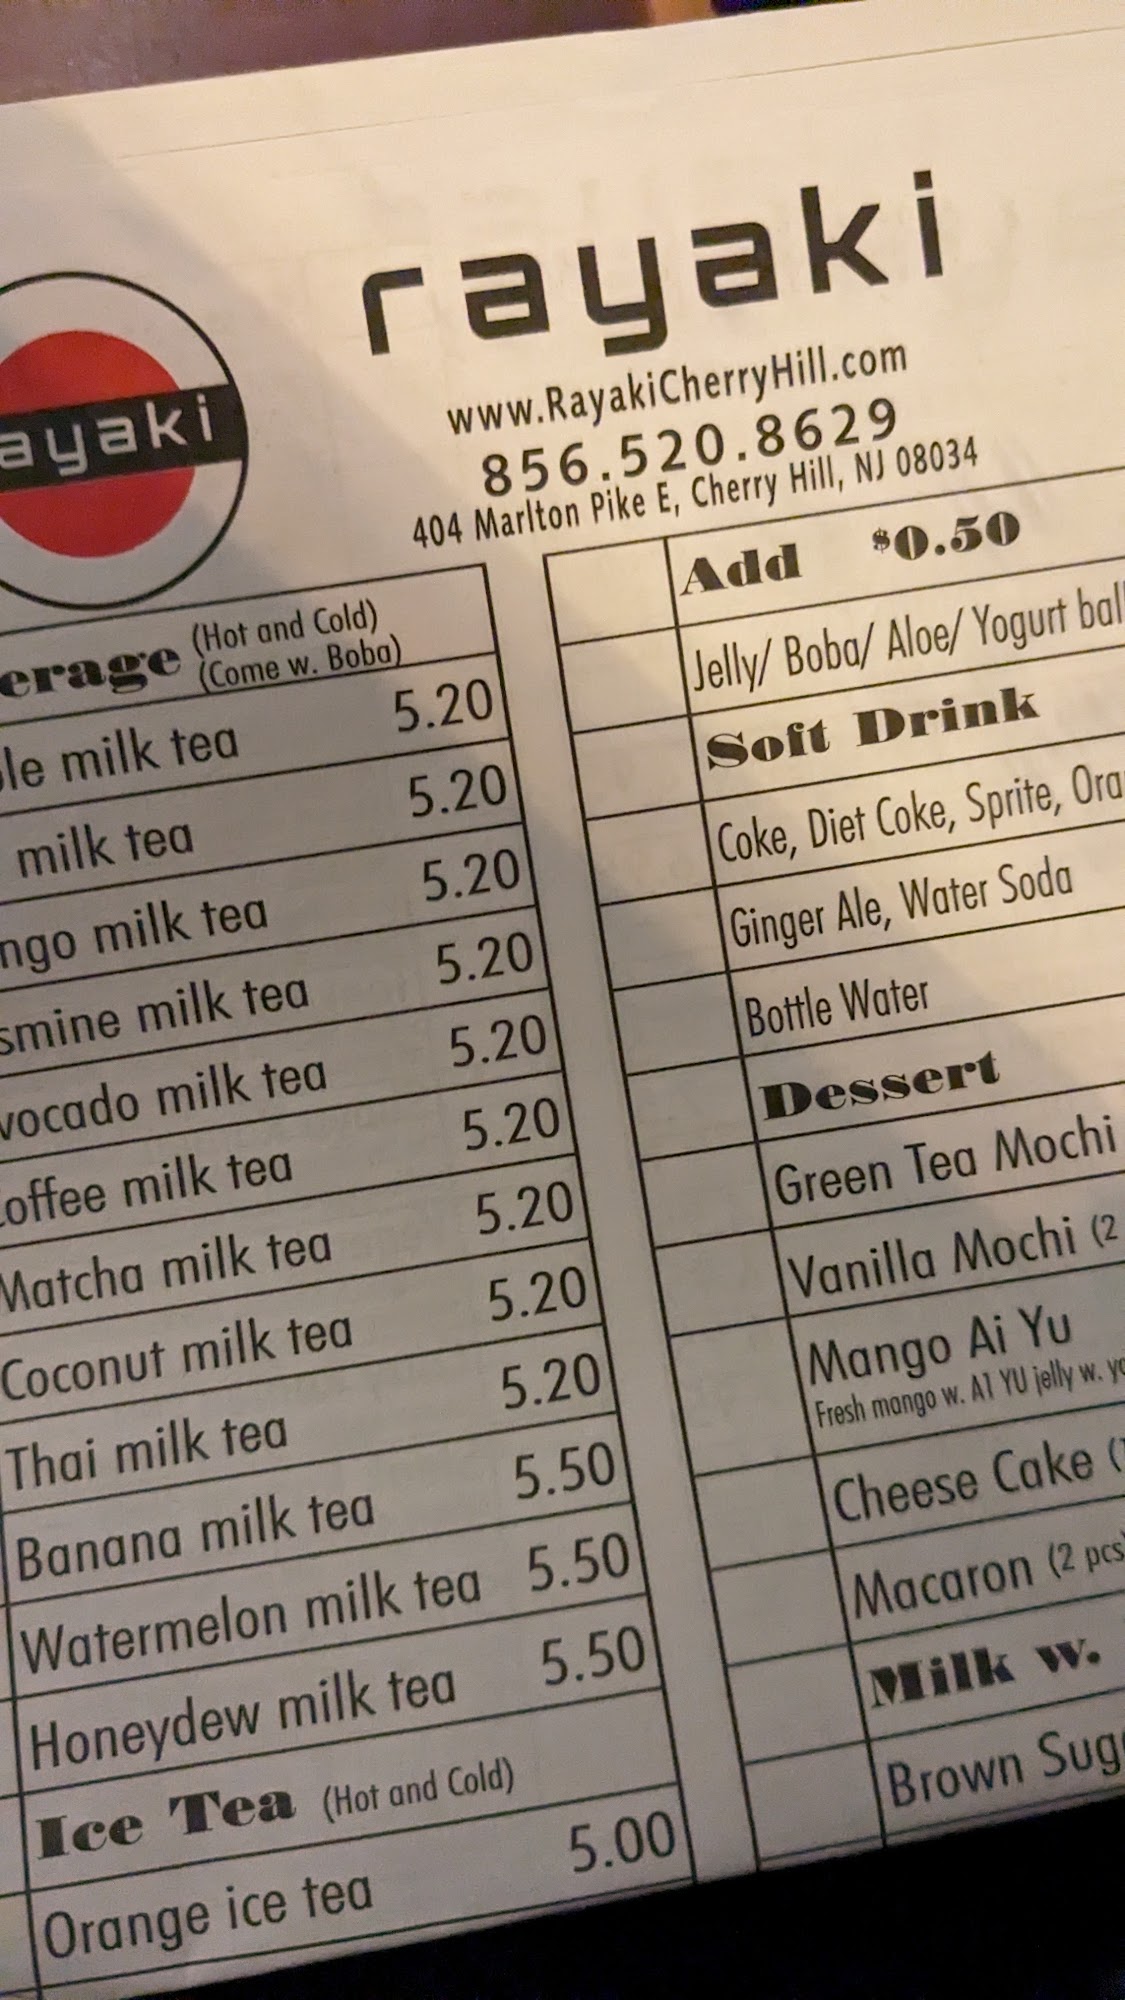 rayaki
ayaki
www.RayakiCherryHill.com
856.520.8629
404 Marlton Pike E, Cherry Hill, NJ 08034
erage (Hot and Cold)
(Come w. Boba)
le milk tea 5.20
milk tea 5.20
ngo milk tea 5.20
smine milk tea 5.20
vocado milk tea 5.20
offee milk tea 5.20
Matcha milk tea 5.20
Coconut milk tea 5.20
Thai milk tea 5.20
Banana milk tea 5.50
Watermelon milk tea 5.50
Honeydew milk tea 5.50
Ice Tea (Hot and Cold)
Orange ice tea 5.00
Add $0.50
Jelly/ Boba/ Aloe/ Yogurt bal
Soft Drink
Coke, Diet Coke, Sprite, Ora
Ginger Ale, Water Soda
Bottle Water
Dessert
Green Tea Mochi
Vanilla Mochi (2
Mango Ai Yu
Fresh mango w. A1 YU jelly w. yo
Cheese Cake (
Macaron (2 pcs
Milk w.
Brown Sug